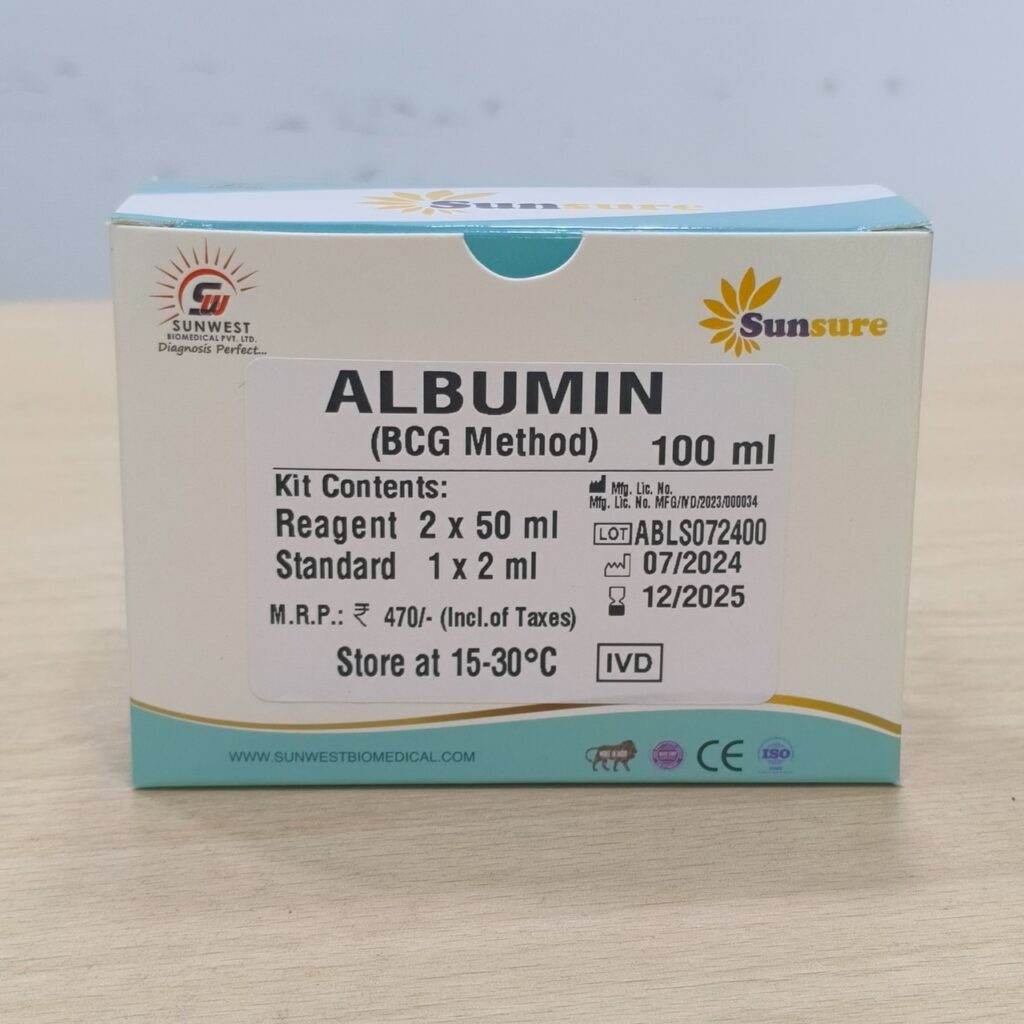 Sunsure
SW
SUNWEST
BIOMEDICAL PVT. LTD.
Diagnosis Perfect...
Sunsure
ALBUMIN
(BCG Method) 100 ml
Kit Contents:
Reagent 2 x 50 ml
Standard 1 x 2 ml
M.R.P.: ₹ 470/- (Incl.of Taxes)
Store at 15-30°C
Mfg. Lic. No.
Mfg. Lic. No. MFG/IVD/2023/000034
LOT ABLS072400
07/2024
12/2025
IVD
WWW.SUNWESTBIOMEDICAL.COM
CE
ISO